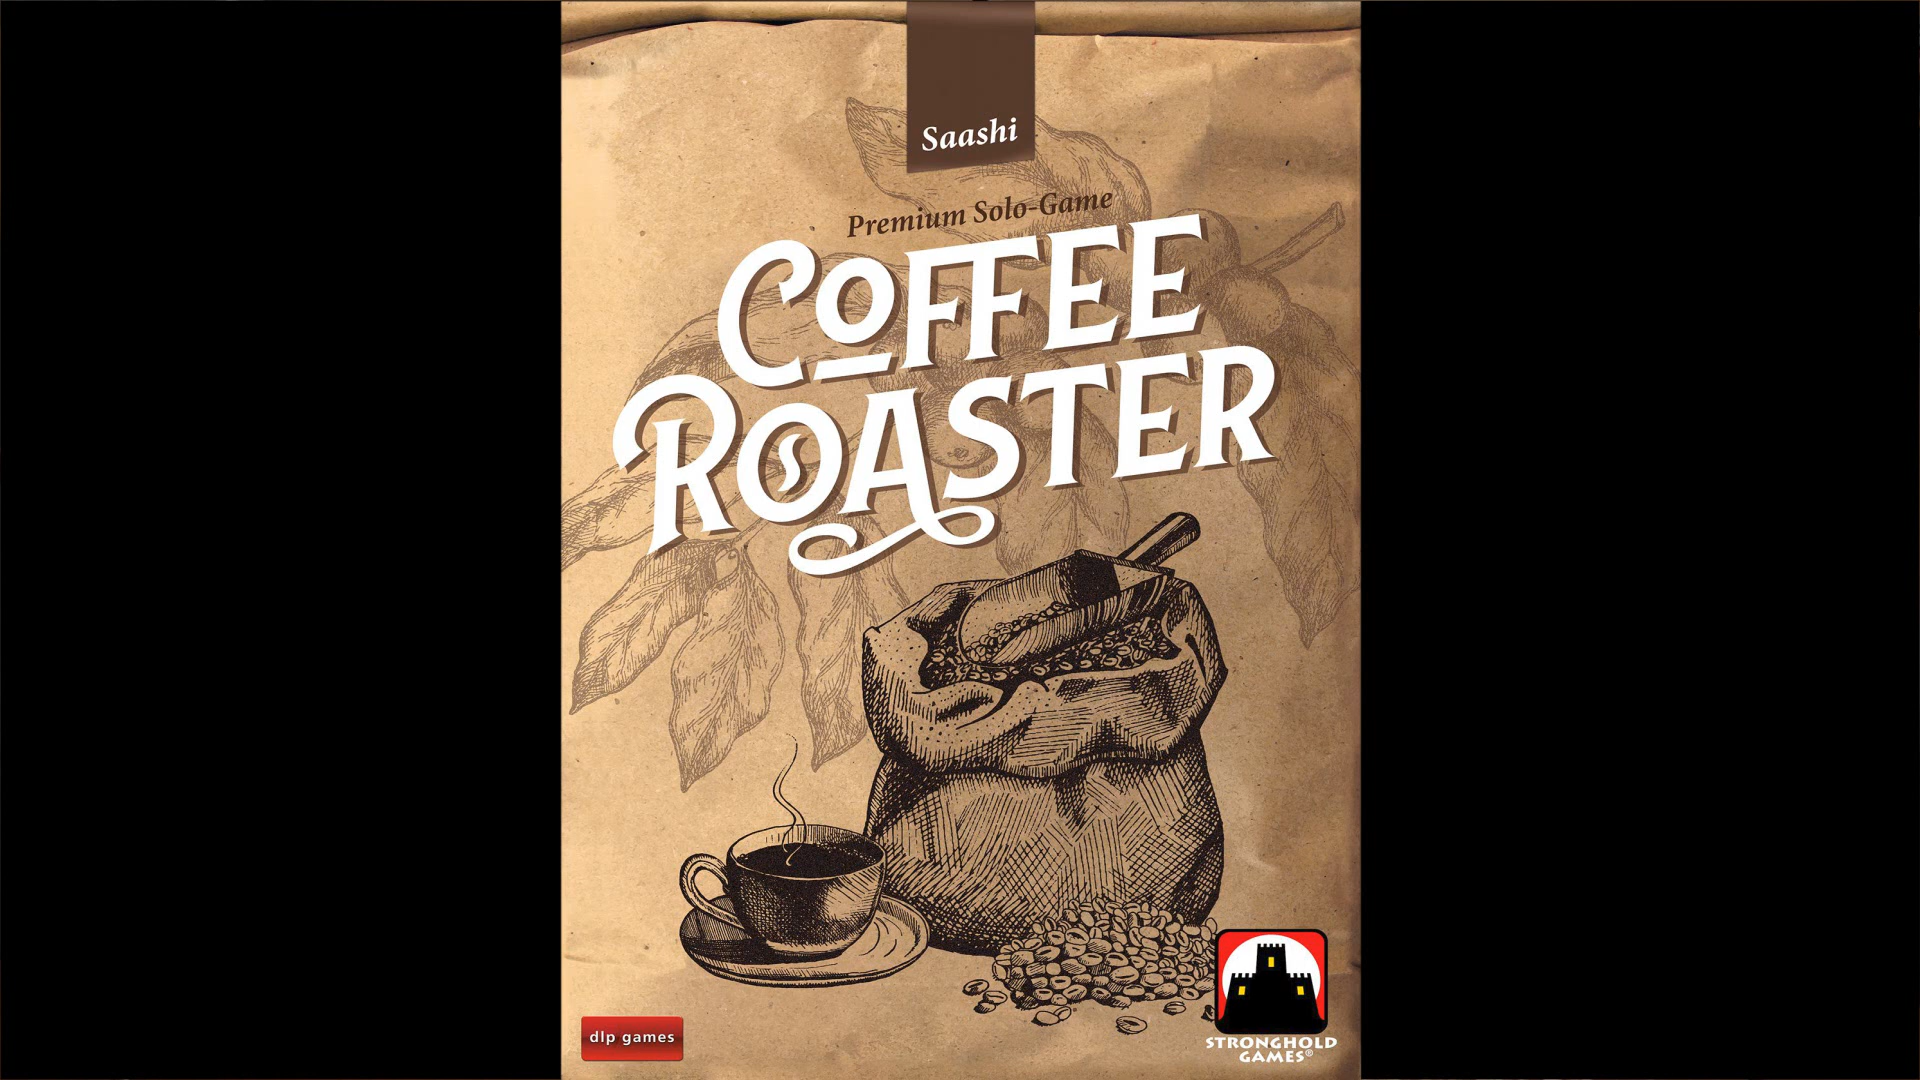 Saashi
Premium Solo-Game
COFFEE
ROASTER
dlp games
STRONGHOLD
GAMES®